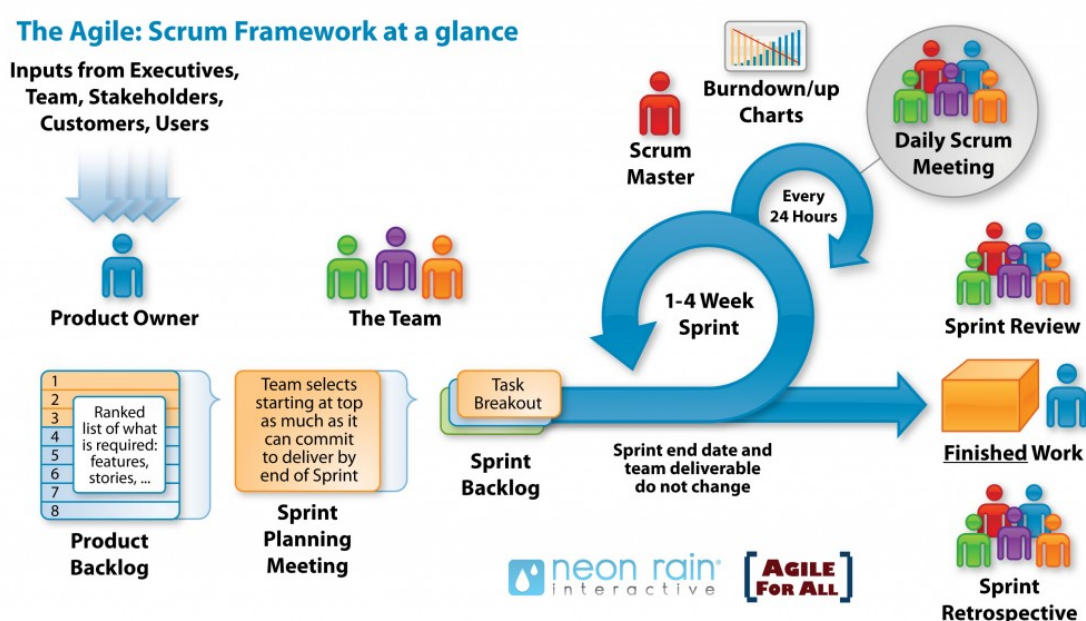 The Agile: Scrum Framework at a glance
Inputs from Executives,
Team, Stakeholders,
Customers, Users
Product Owner
The Team
Scrum
Master
Burndown/up
Charts
Daily Scrum
Meeting
Every
24 Hours
1-4 Week
Sprint
Sprint Review
1
2
3
4
5
6
7
8
Ranked
list of what
is required:
features,
stories, ...
Product
Backlog
Team selects
starting at top
as much as it
can commit
to deliver by
end of Sprint
Sprint
Planning
Meeting
Task
Breakout
Sprint
Backlog
Sprint end date and
team deliverable
do not change
Finished Work
Sprint
Retrospective
neon rain
interactive
AGILE
FOR ALL